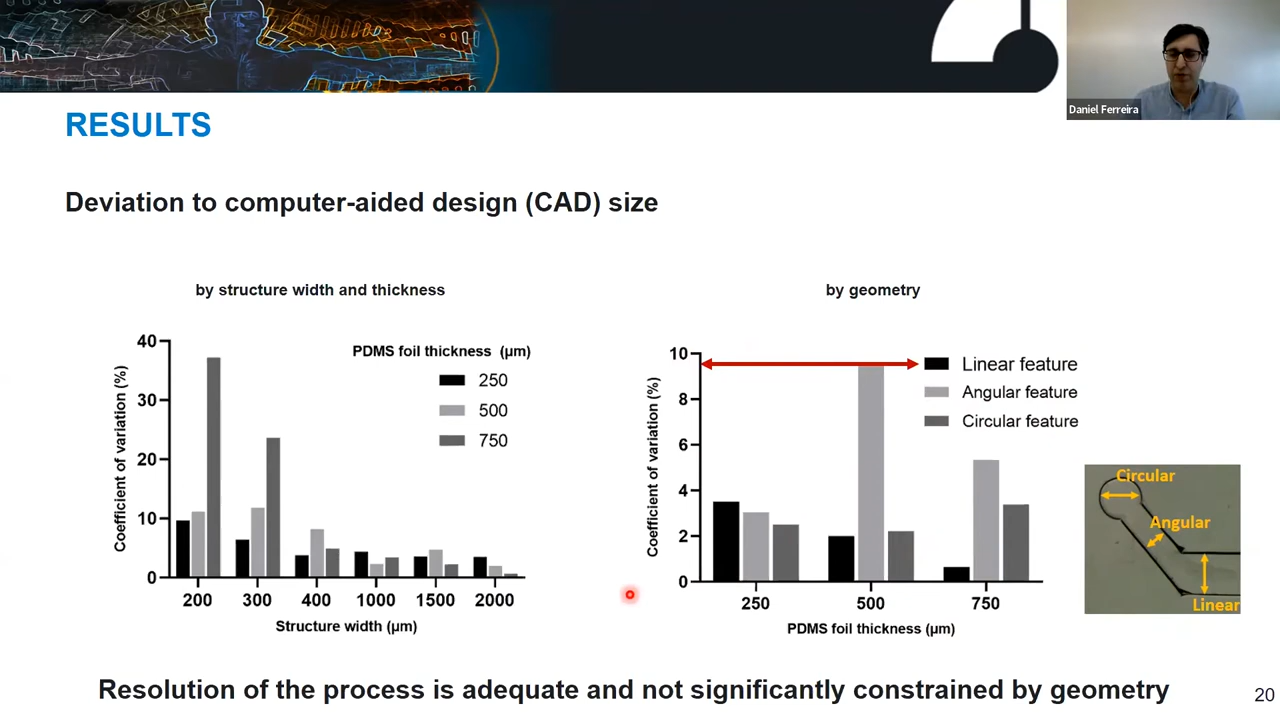 Daniel Ferreira
RESULTS
Deviation to computer-aided design (CAD) size
by structure width and thickness
40
30
20
10
0
Coefficient of variation (%)
PDMS foil thickness (µm)
250
500
750
200 300 400 1000 1500 2000
Structure width (µm)
by geometry
10
8
6
4
2
0
Coefficient of variation (%)
Linear feature
Angular feature
Circular feature
250 500 750
PDMS foil thickness (µm)
Circular
Angular
Linear
Resolution of the process is adequate and not significantly constrained by geometry
20